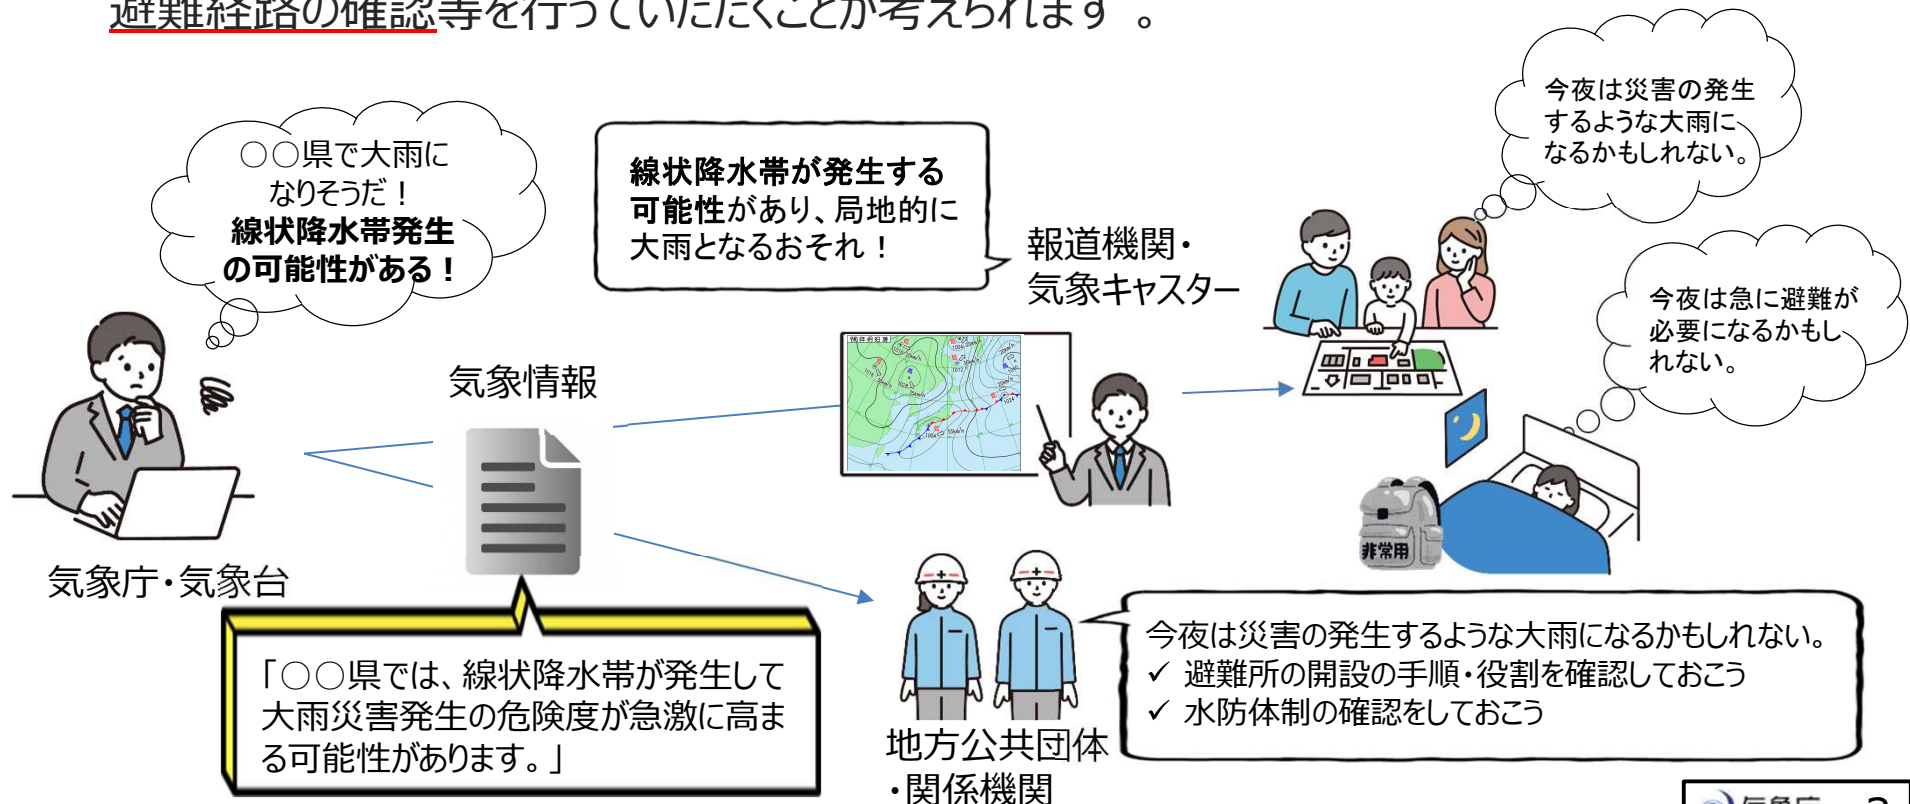 避難経路の確認等を行っていただくことが考えられます 。
○○県で大雨に
なりそうだ！
線状降水帯発生
の可能性がある！
線状降水帯が発生する
可能性があり、局地的に
大雨となるおそれ！
報道機関・
気象キャスター
今夜は災害の発生
するような大雨に
なるかもしれない。
今夜は急に避難が
必要になるかもし
れない。
気象情報
気象庁・気象台
非常用
「○○県では、線状降水帯が発生して
大雨災害発生の危険度が急激に高ま
る可能性があります。」
地方公共団体
・関係機関
今夜は災害の発生するような大雨になるかもしれない。
✓ 避難所の開設の手順・役割を確認しておこう
✓ 水防体制の確認をしておこう
気象庁